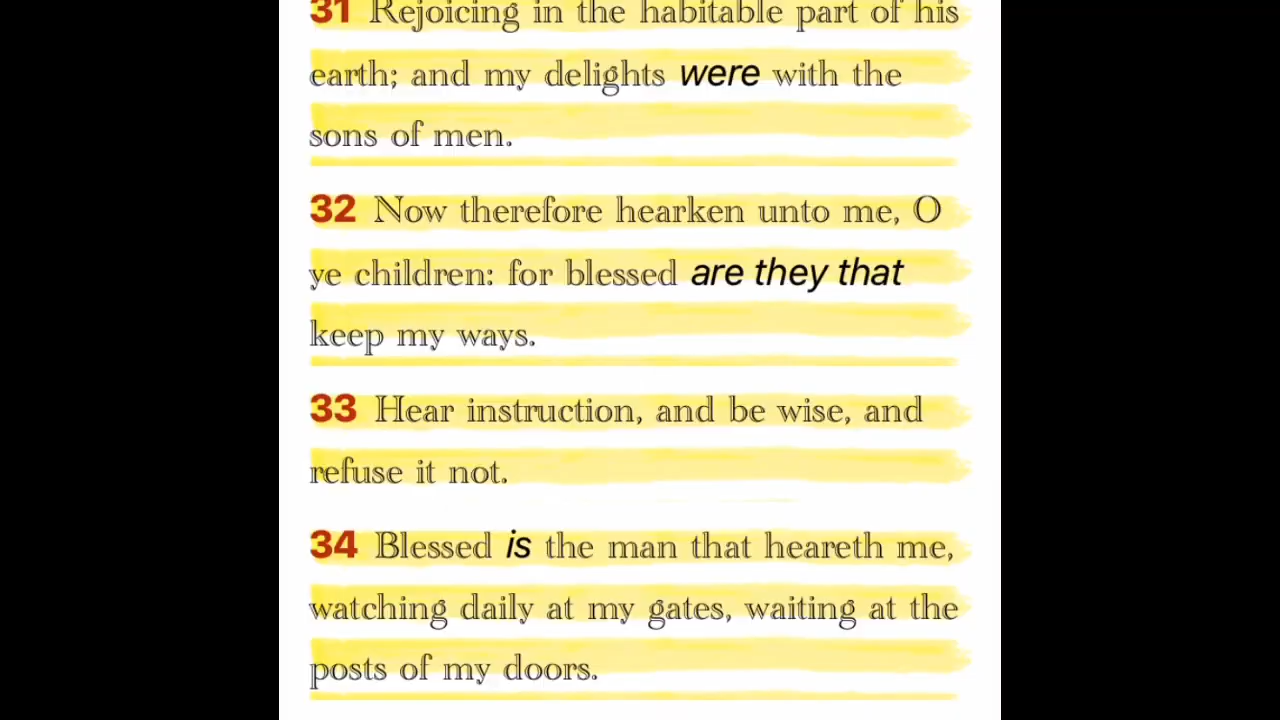 31 Rejoicing in the habitable part of his
earth; and my delights were with the
sons of men.
32 Now therefore hearken unto me, O
ye children: for blessed are they that
keep my ways.
33 Hear instruction, and be wise, and
refuse it not.
34 Blessed is the man that heareth me,
watching daily at my gates, waiting at the
posts of my doors.